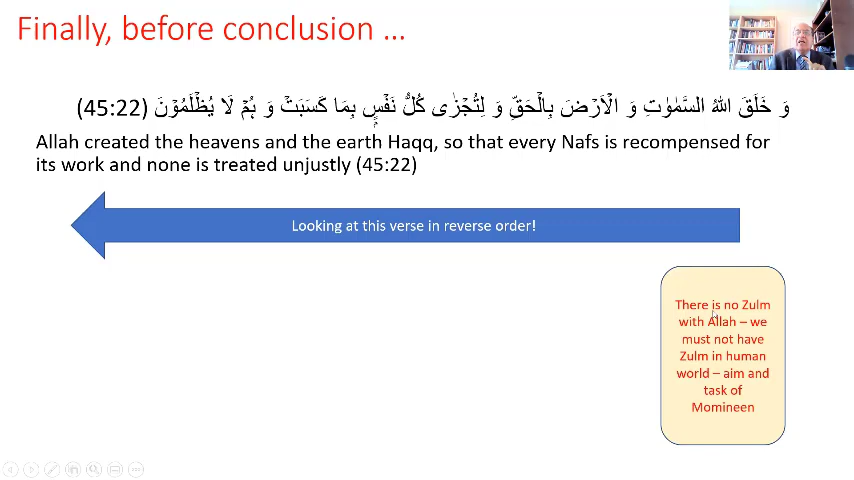 Finally, before conclusion ...
وَ خَلَقَ اللّٰهُ السَّمٰوٰتِ وَ الۡاَرۡضَ بِالۡحَقِّ وَ لِتُجۡزٰی کُلُّ نَفۡسٍۭ بِمَا کَسَبَتۡ وَ ہُمۡ لَا یُظۡلَمُوۡنَ (45:22)
Allah created the heavens and the earth Haqq, so that every Nafs is recompensed for
its work and none is treated unjustly (45:22)
Looking at this verse in reverse order!
There is no Zulm
with Allah – we
must not have
Zulm in human
world – aim and
task of
Momineen